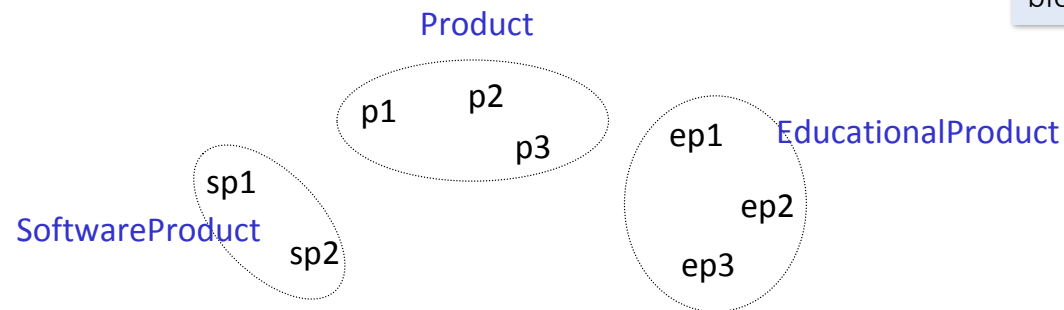 Product
p1
p2
p3
ep1
EducationalProduct
ep2
ep3
sp1
SoftwareProduct
sp2